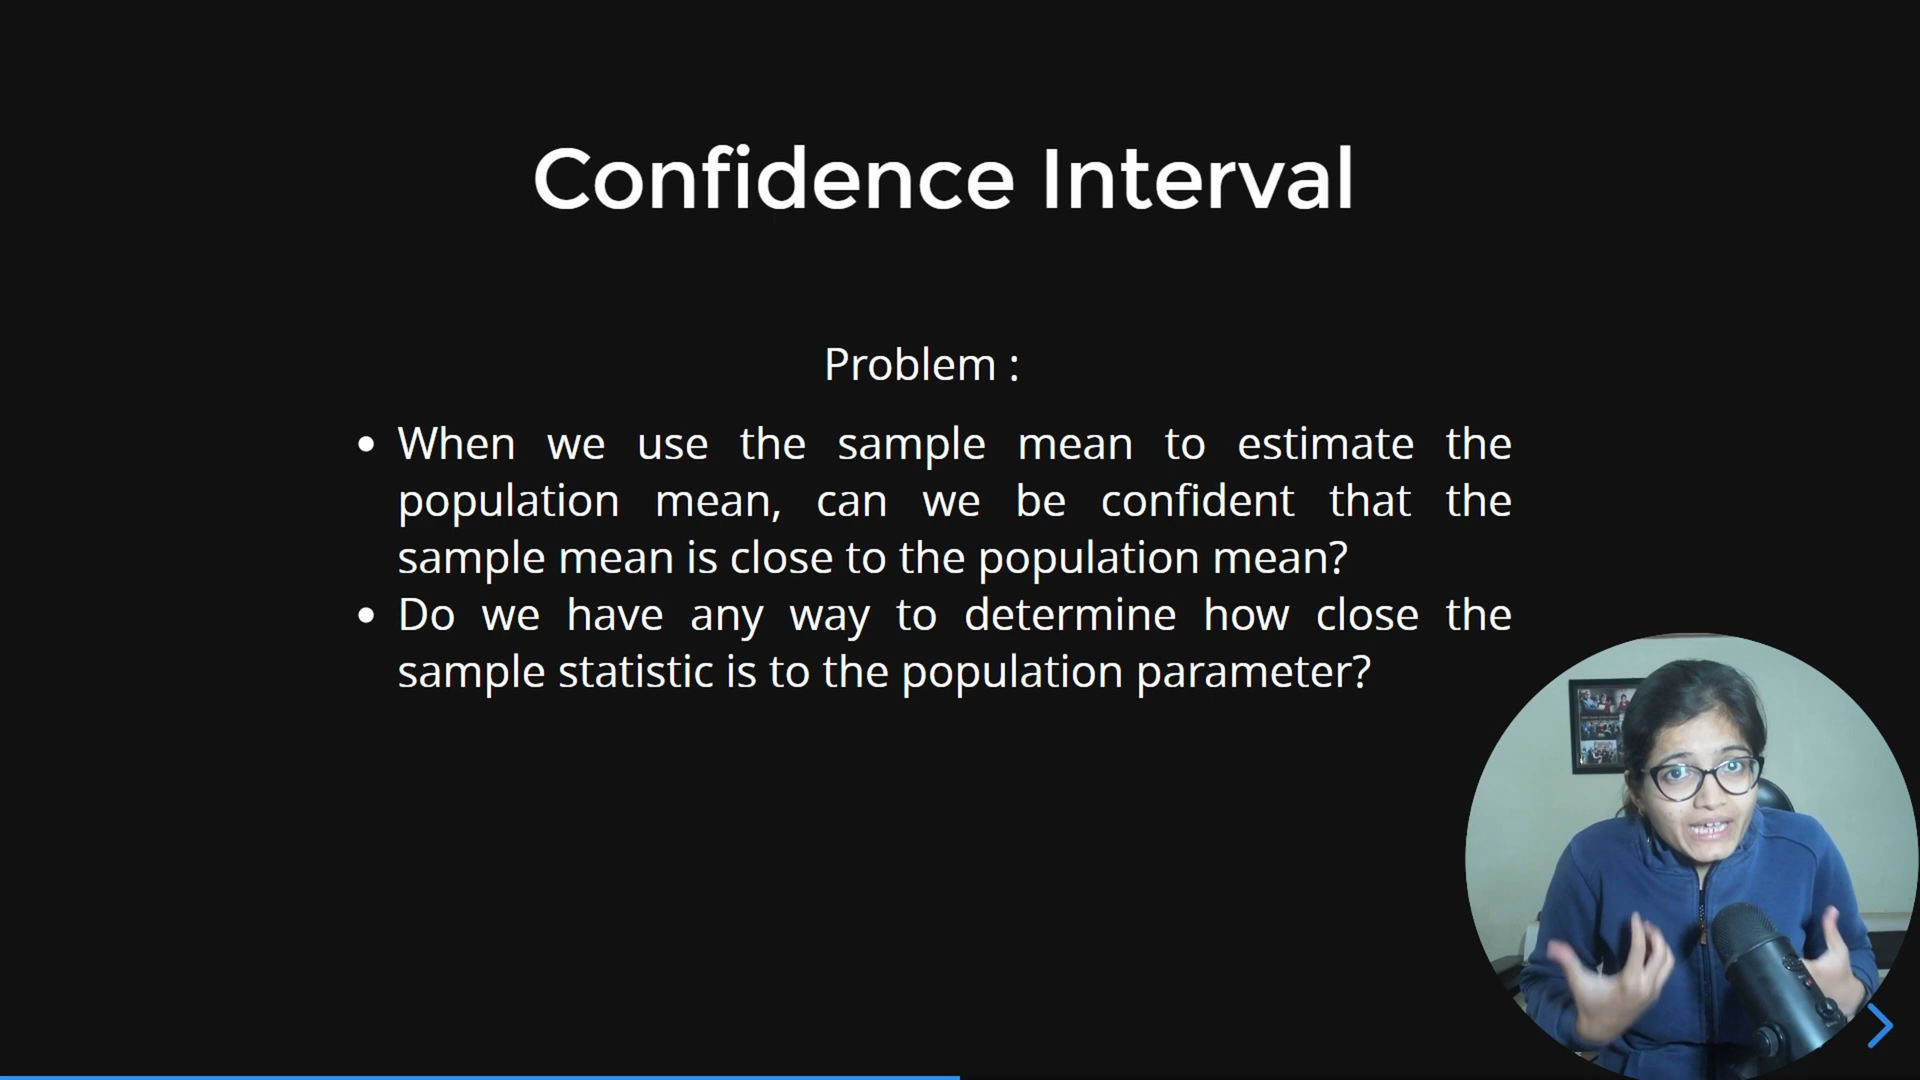 Confidence Interval
Problem :
• When we use the sample mean to estimate the
population mean, can we be confident that the
sample mean is close to the population mean?
• Do we have any way to determine how close the
sample statistic is to the population parameter?